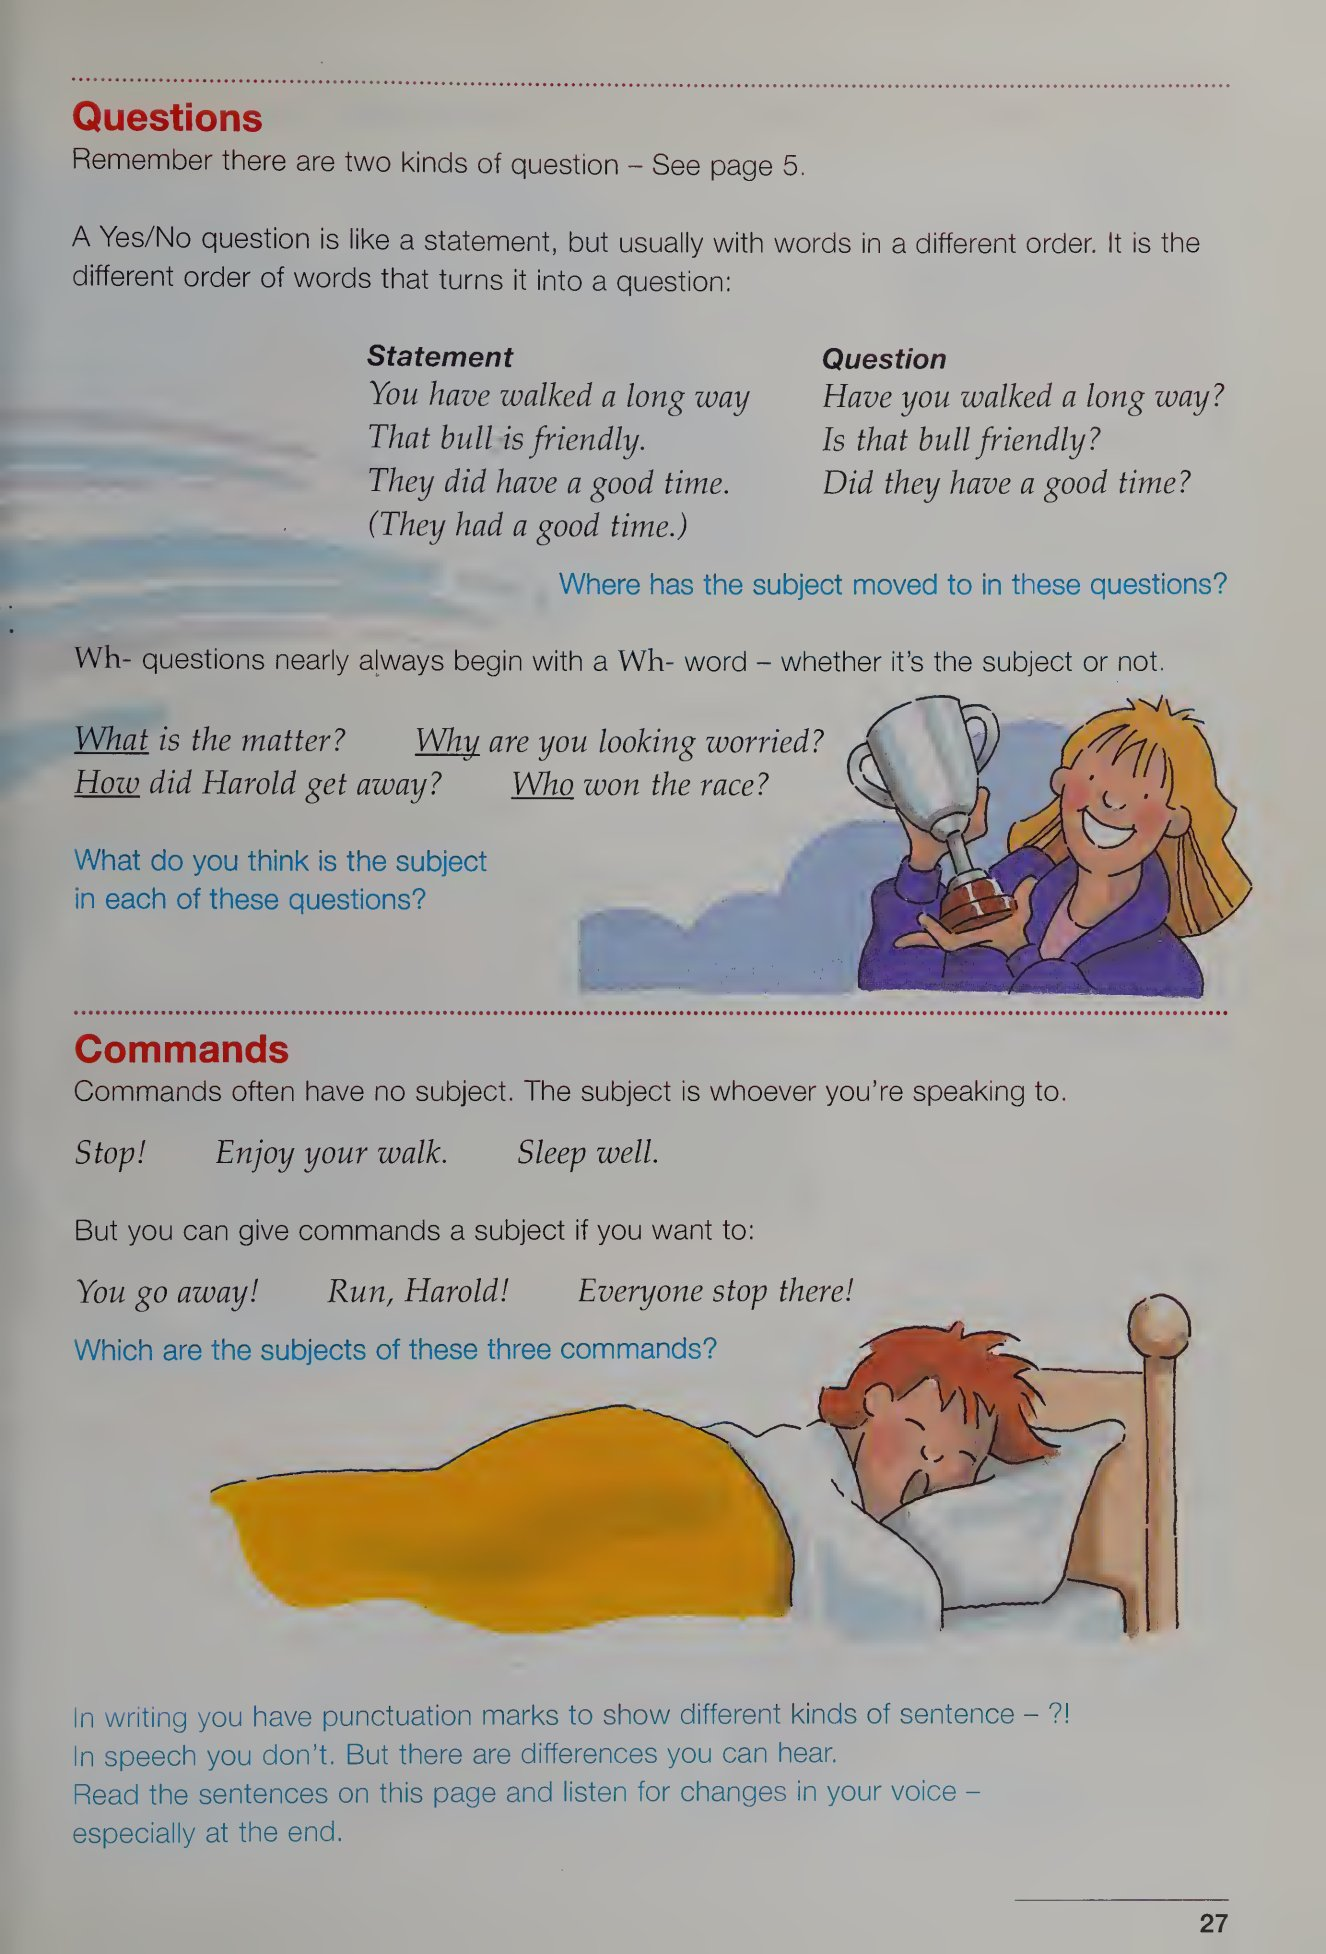 Questions
Remember there are two kinds of question – See page 5.
A Yes/No question is like a statement, but usually with words in a different order. It is the
different order of words that turns it into a question:
Statement
You have walked a long way
That bull is friendly.
They did have a good time.
(They had a good time.)
Question
Have you walked a long way?
Is that bull friendly?
Did they have a good time?
Where has the subject moved to in these questions?
Wh- questions nearly always begin with a Wh- word – whether it's the subject or not.
What is the matter? Why are you looking worried?
How did Harold get away? Who won the race?
What do you think is the subject
in each of these questions?
Commands
Commands often have no subject. The subject is whoever you're speaking to.
Stop! Enjoy your walk. Sleep well.
But you can give commands a subject if you want to:
You go away! Run, Harold! Everyone stop there!
Which are the subjects of these three commands?
In writing you have punctuation marks to show different kinds of sentence – ?!
In speech you don't. But there are differences you can hear.
Read the sentences on this page and listen for changes in your voice –
especially at the end.
27